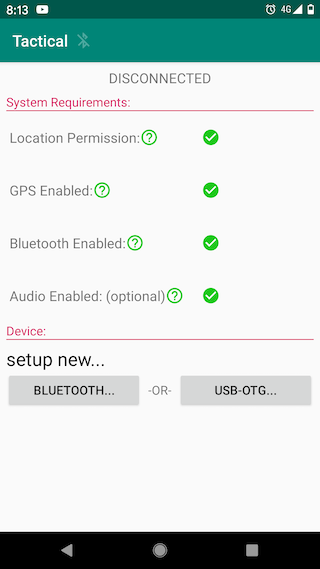 8:13 4G
Tactical
DISCONNECTED
System Requirements:
Location Permission:
GPS Enabled:
Bluetooth Enabled:
Audio Enabled: (optional)
Device:
setup new...
BLUETOOTH... -OR- USB-OTG...